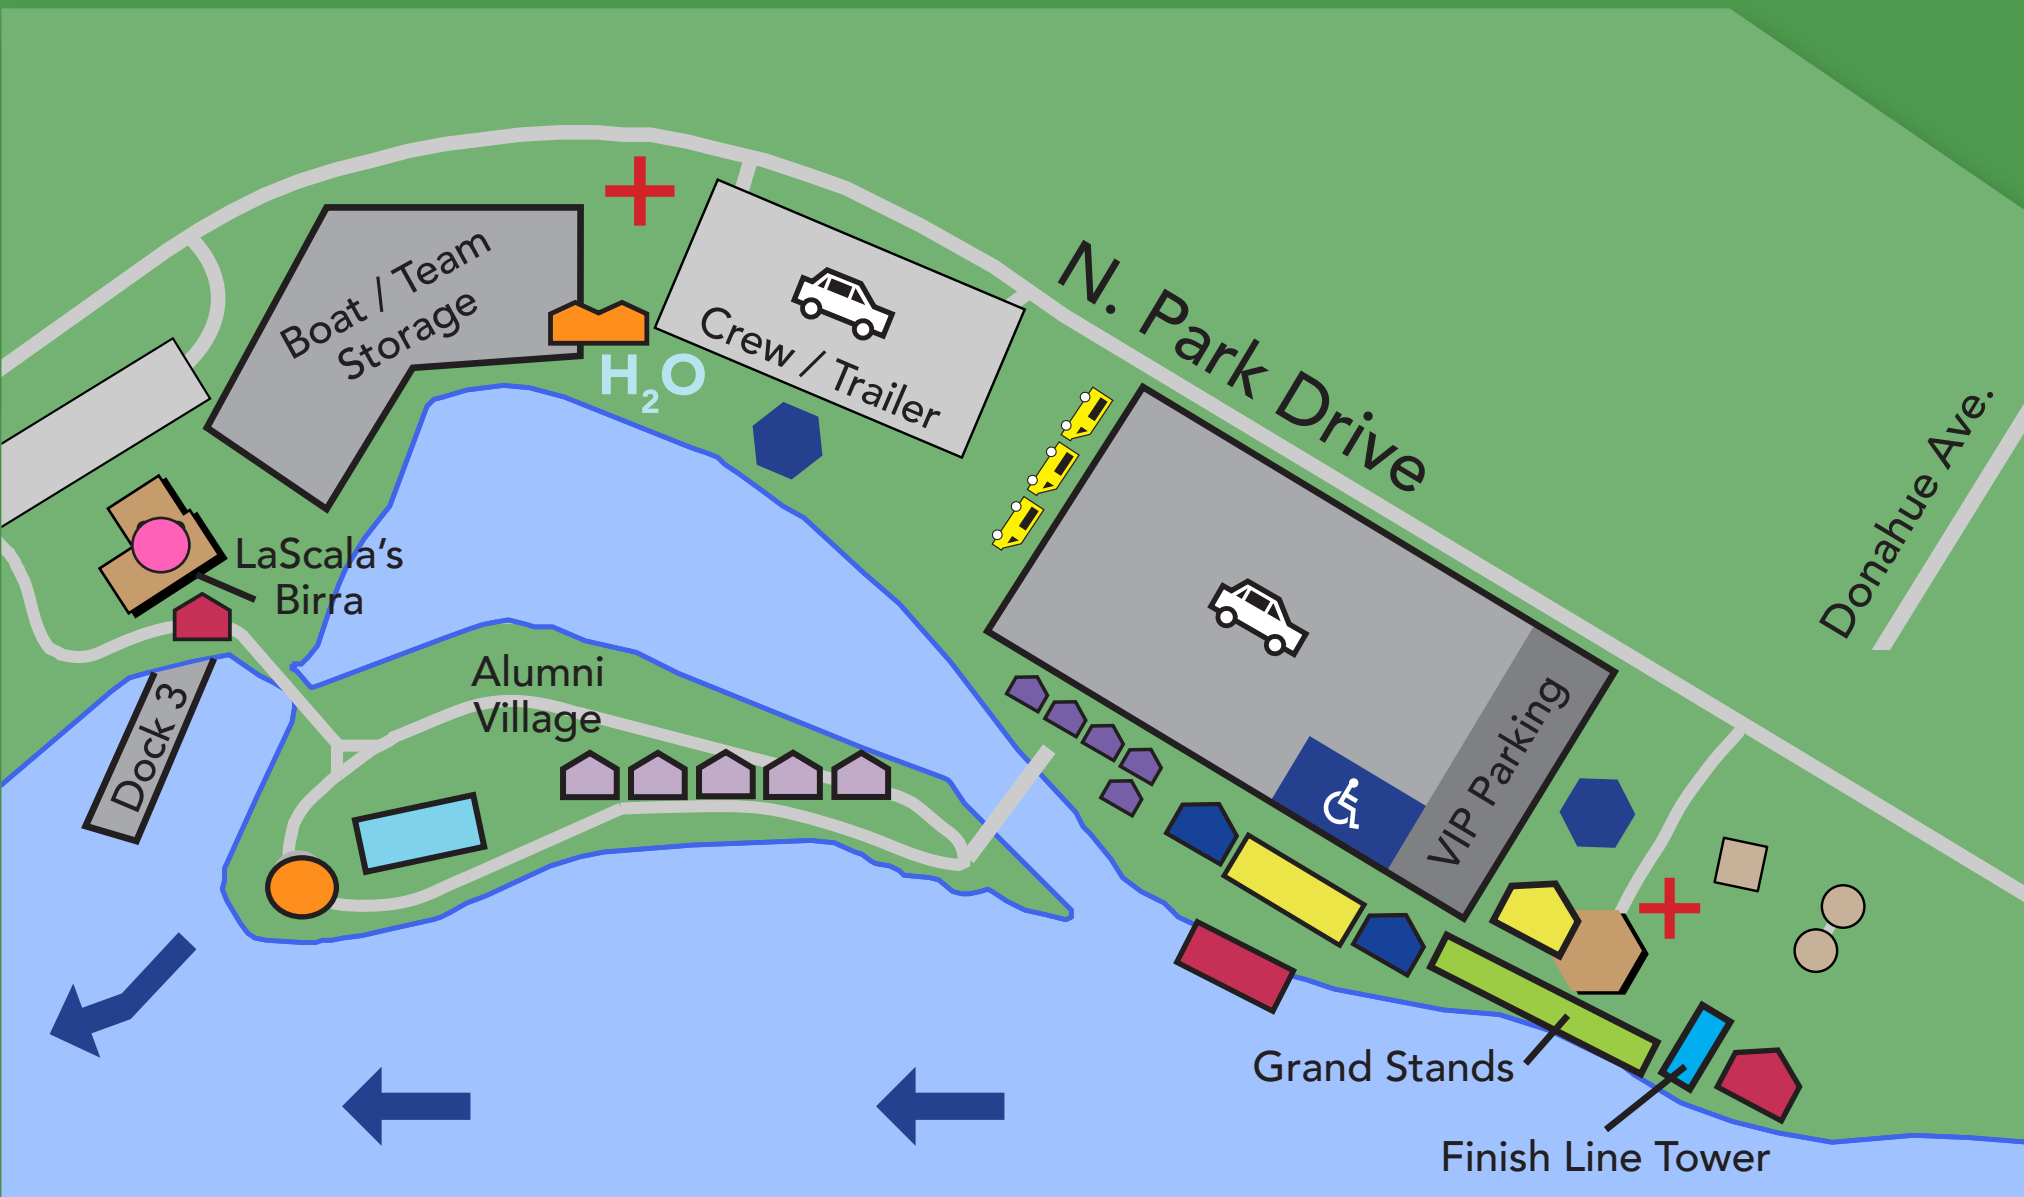 N. Park Drive
Donahue Ave.
Boat / Team
Storage
H₂O
Crew / Trailer
LaScala’s
Birra
Dock 3
Alumni
Village
VIP Parking
Grand Stands
Finish Line Tower